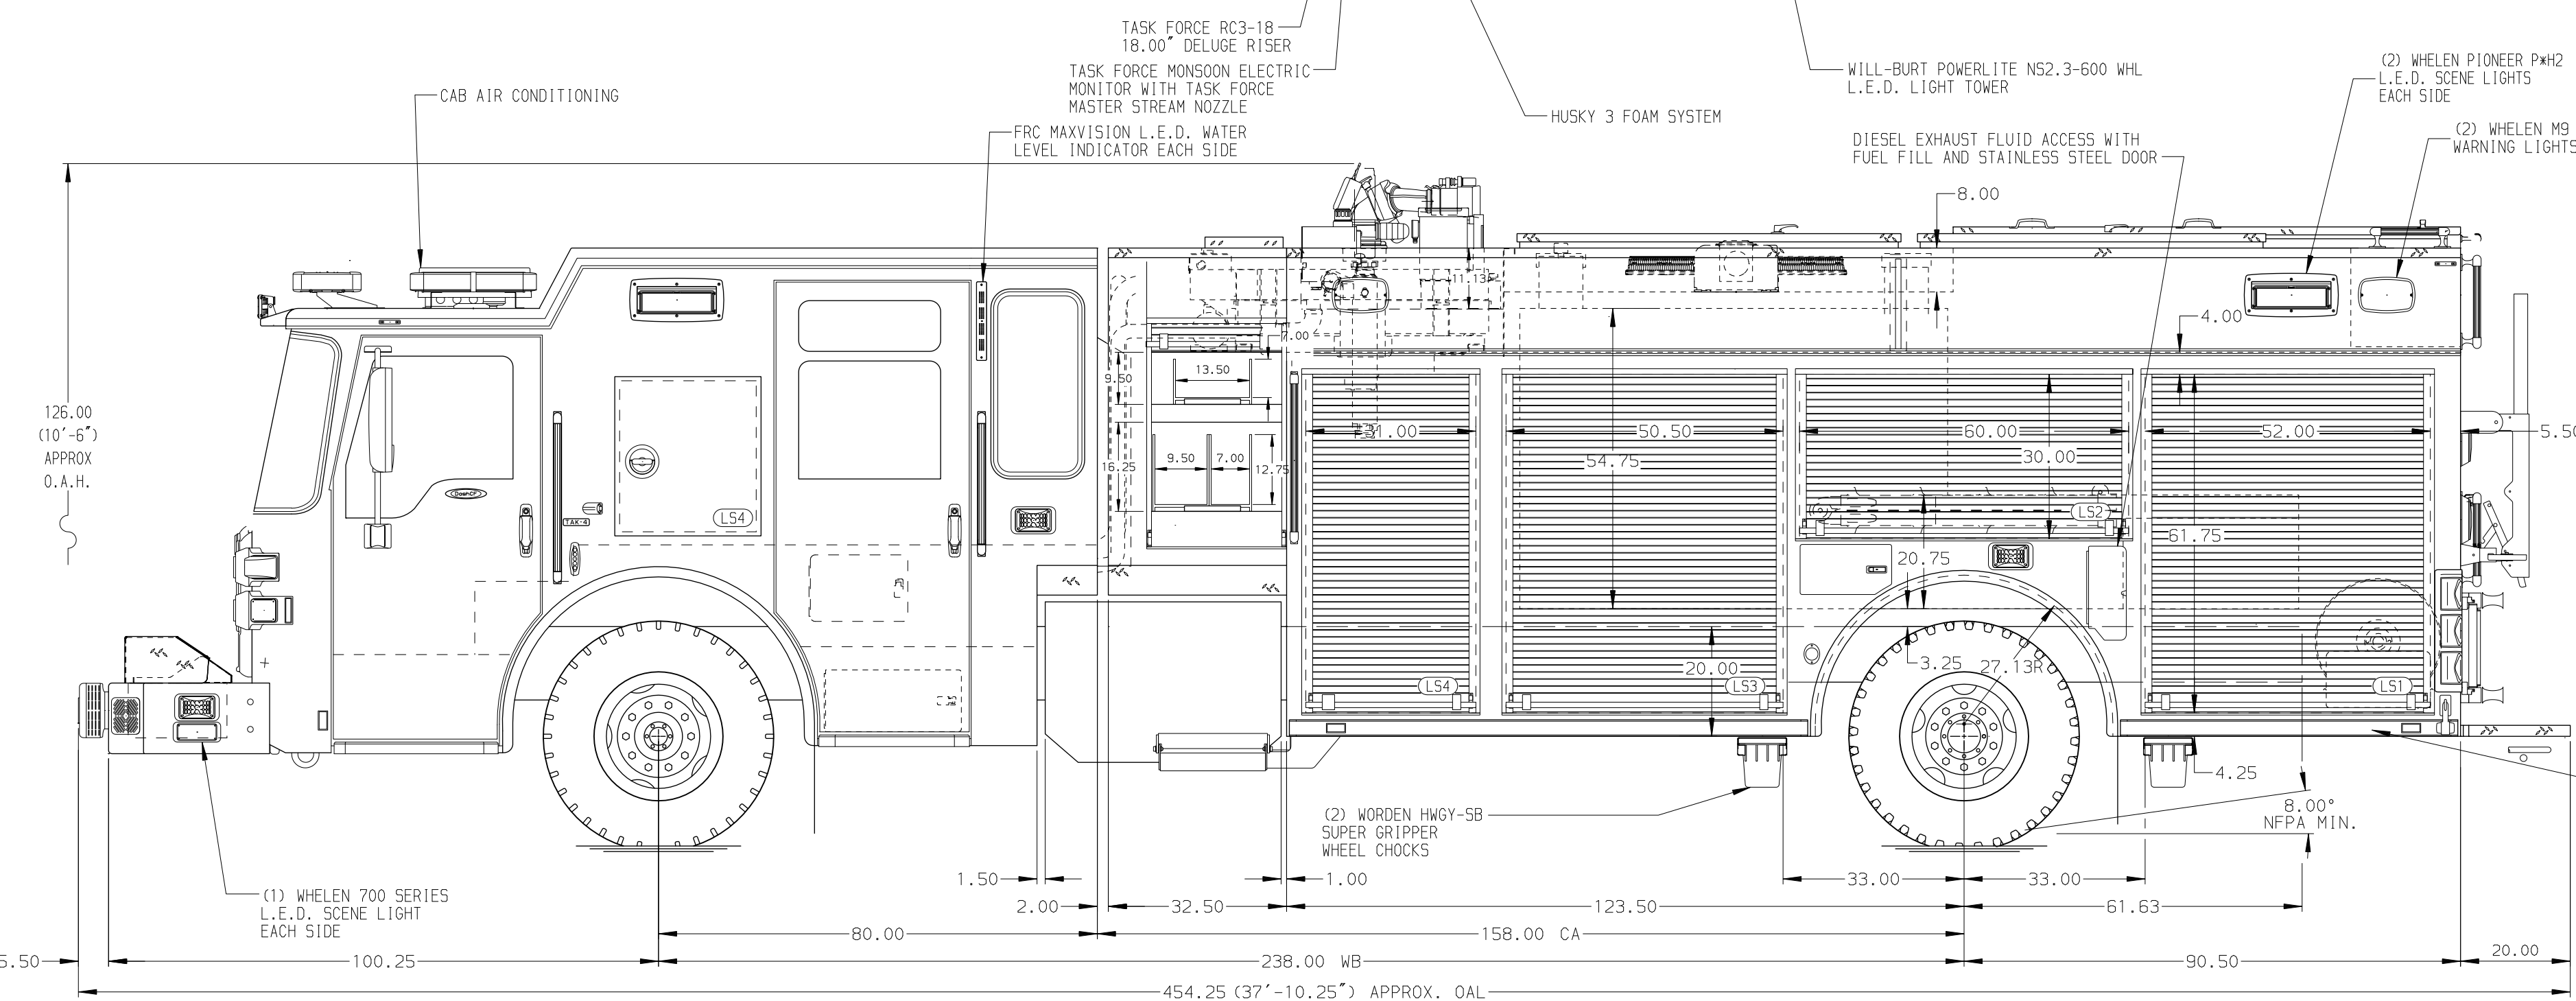 TASK FORCE RC3-18
18.00" DELUGE RISER
TASK FORCE MONSOON ELECTRIC
MONITOR WITH TASK FORCE
MASTER STREAM NOZZLE
CAB AIR CONDITIONING
FRC MAXVISION L.E.D. WATER
LEVEL INDICATOR EACH SIDE
HUSKY 3 FOAM SYSTEM
WILL-BURT POWERLITE NS2.3-600 WHL
L.E.D. LIGHT TOWER
(2) WHELEN PIONEER P*H2
L.E.D. SCENE LIGHTS
EACH SIDE
(2) WHELEN M9
WARNING LIGHTS
DIESEL EXHAUST FLUID ACCESS WITH
FUEL FILL AND STAINLESS STEEL DOOR
8.00
4.00
7.00
9.50
13.50
126.00
(10'-6")
APPROX
O.A.H.
50.50
60.00
52.00
54.75
30.00
16.25
9.50
7.00
12.75
DashCF
TAK-4
LS4
LS2
61.75
20.75
20.00
3.25
27.13R
LS4
LS3
LS1
4.25
8.00°
NFPA MIN.
(2) WORDEN HWGY-SB
SUPER GRIPPER
WHEEL CHOCKS
(1) WHELEN 700 SERIES
L.E.D. SCENE LIGHT
EACH SIDE
1.50
1.00
33.00
33.00
2.00
32.50
123.50
61.63
80.00
158.00 CA
100.25
238.00 WB
90.50
20.00
454.25 (37'-10.25") APPROX. OAL